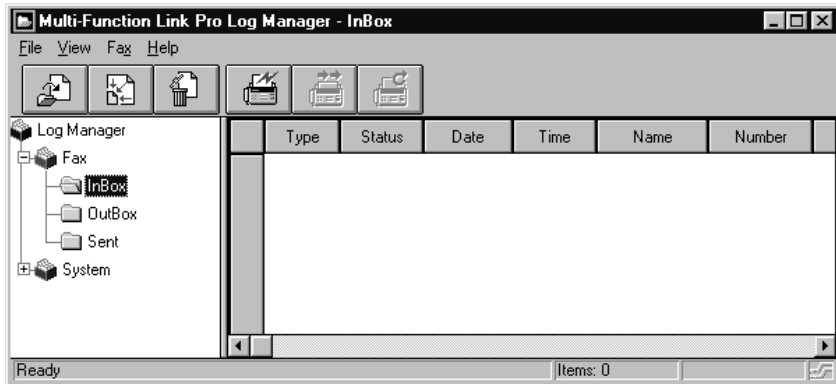 Multi-Function Link Pro Log Manager - InBox
File View Fax Help
Log Manager
Fax
InBox
OutBox
Sent
System
Type Status Date Time Name Number
Ready Items: 0